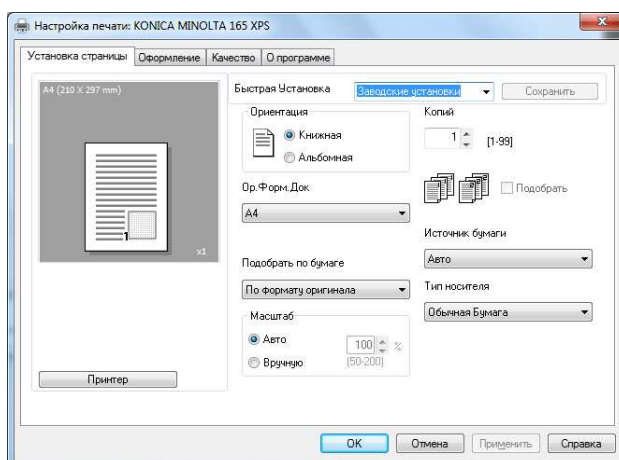 Настройка печати: KONICA MINOLTA 165 XPS
Установка страницы Оформление Качество О программе
A4 (210 X 297 mm)
1
x1
Принтер
Быстрая Установка Заводские установки Сохранить
Ориентация
Книжная
Альбомная
Ор.Форм.Док
A4
Подобрать по бумаге
По формату оригинала
Масштаб
Авто
100 %
Вручную (50-200)
Копий
1 [1-99]
Подобрать
Источник бумаги
Авто
Тип носителя
Обычная Бумага
OK Отмена Применить Справка